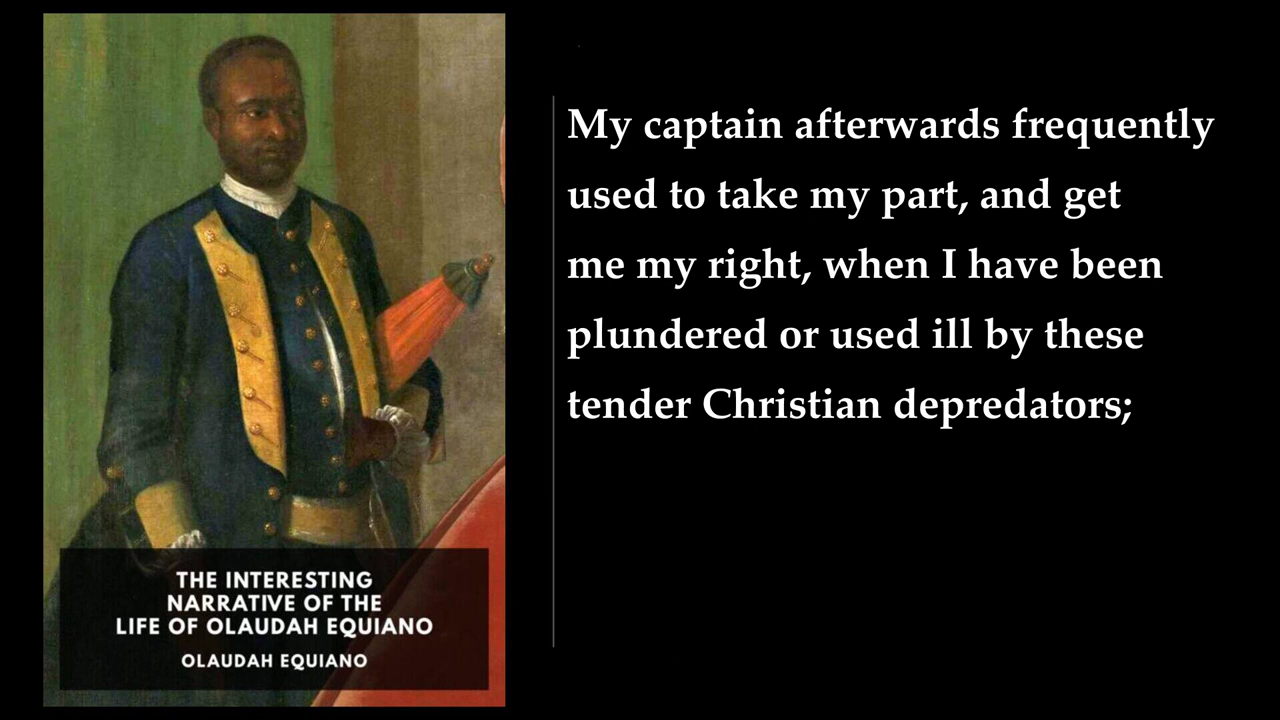 THE INTERESTING
NARRATIVE OF THE
LIFE OF OLAUDAH EQUIANO
OLAUDAH EQUIANO
My captain afterwards frequently
used to take my part, and get
me my right, when I have been
plundered or used ill by these
tender Christian depredators;